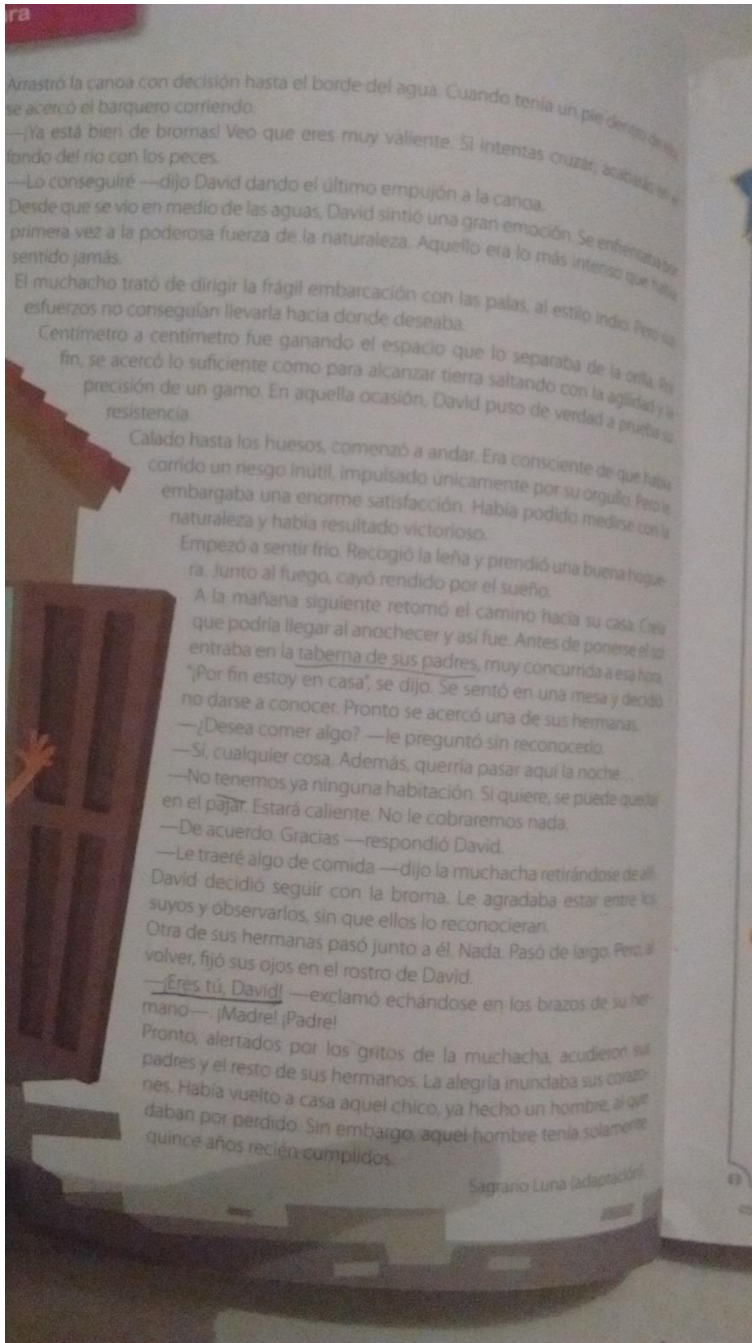 ra
Arrastró la canoa con decisión hasta el borde del agua. Cuando tenía un pie dentro de
se acercó el barquero corriendo.
—¡Ya está bien de bromas! Veo que eres muy valiente. Si intentas cruzar, acabarás en el
fondo del río con los peces.
—Lo conseguiré —dijo David dando el último empujón a la canoa.
Desde que se vio en medio de las aguas, David sintió una gran emoción. Se enfrentaba por
primera vez a la poderosa fuerza de la naturaleza. Aquello era lo más intenso que había
sentido jamás.
El muchacho trató de dirigir la frágil embarcación con las palas, al estilo indio. Pero sus
esfuerzos no conseguían llevarla hacia donde deseaba.
Centímetro a centímetro fue ganando el espacio que lo separaba de la orilla. Por
fin, se acercó lo suficiente como para alcanzar tierra saltando con la agilidad y la
precisión de un gamo. En aquella ocasión, David puso de verdad a prueba su
resistencia.
Calado hasta los huesos, comenzó a andar. Era consciente de que había
corrido un riesgo inútil, impulsado únicamente por su orgullo. Pero le
embargaba una enorme satisfacción. Había podido medirse con la
naturaleza y había resultado victorioso.
Empezó a sentir frío. Recogió la leña y prendió una buena hogue-
ra. Junto al fuego, cayó rendido por el sueño.
A la mañana siguiente retomó el camino hacia su casa. Creía
que podría llegar al anochecer y así fue. Antes de ponerse el sol
entraba en la taberna de sus padres, muy concurrida a esa hora.
"¡Por fin estoy en casa", se dijo. Se sentó en una mesa y decidió
no darse a conocer. Pronto se acercó una de sus hermanas.
—¿Desea comer algo? —le preguntó sin reconocerlo.
—Sí, cualquier cosa. Además, querría pasar aquí la noche...
—No tenemos ya ninguna habitación. Si quiere, se puede quedar
en el pajar. Estará caliente. No le cobraremos nada.
—De acuerdo. Gracias —respondió David.
—Le traeré algo de comida —dijo la muchacha retirándose de allí.
David decidió seguir con la broma. Le agradaba estar entre los
suyos y observarlos, sin que ellos lo reconocieran.
Otra de sus hermanas pasó junto a él. Nada. Pasó de largo. Pero, al
volver, fijó sus ojos en el rostro de David.
—¡Eres tú, David! —exclamó echándose en los brazos de su her-
mano—. ¡Madre! ¡Padre!
Pronto, alertados por los gritos de la muchacha, acudieron sus
padres y el resto de sus hermanos. La alegría inundaba sus corazo-
nes. Había vuelto a casa aquel chico, ya hecho un hombre, al que
daban por perdido. Sin embargo, aquel hombre tenía solamente
quince años recién cumplidos.
Sagrario Luna (adaptación)